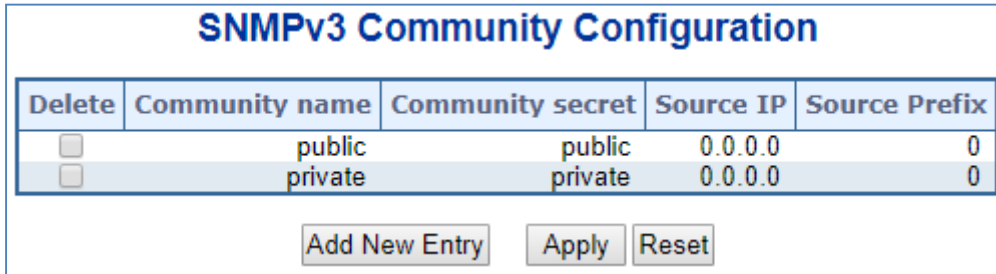 SNMPv3 Community Configuration
Delete Community name Community secret Source IP Source Prefix
public public 0.0.0.0 0
private private 0.0.0.0 0
Add New Entry Apply Reset